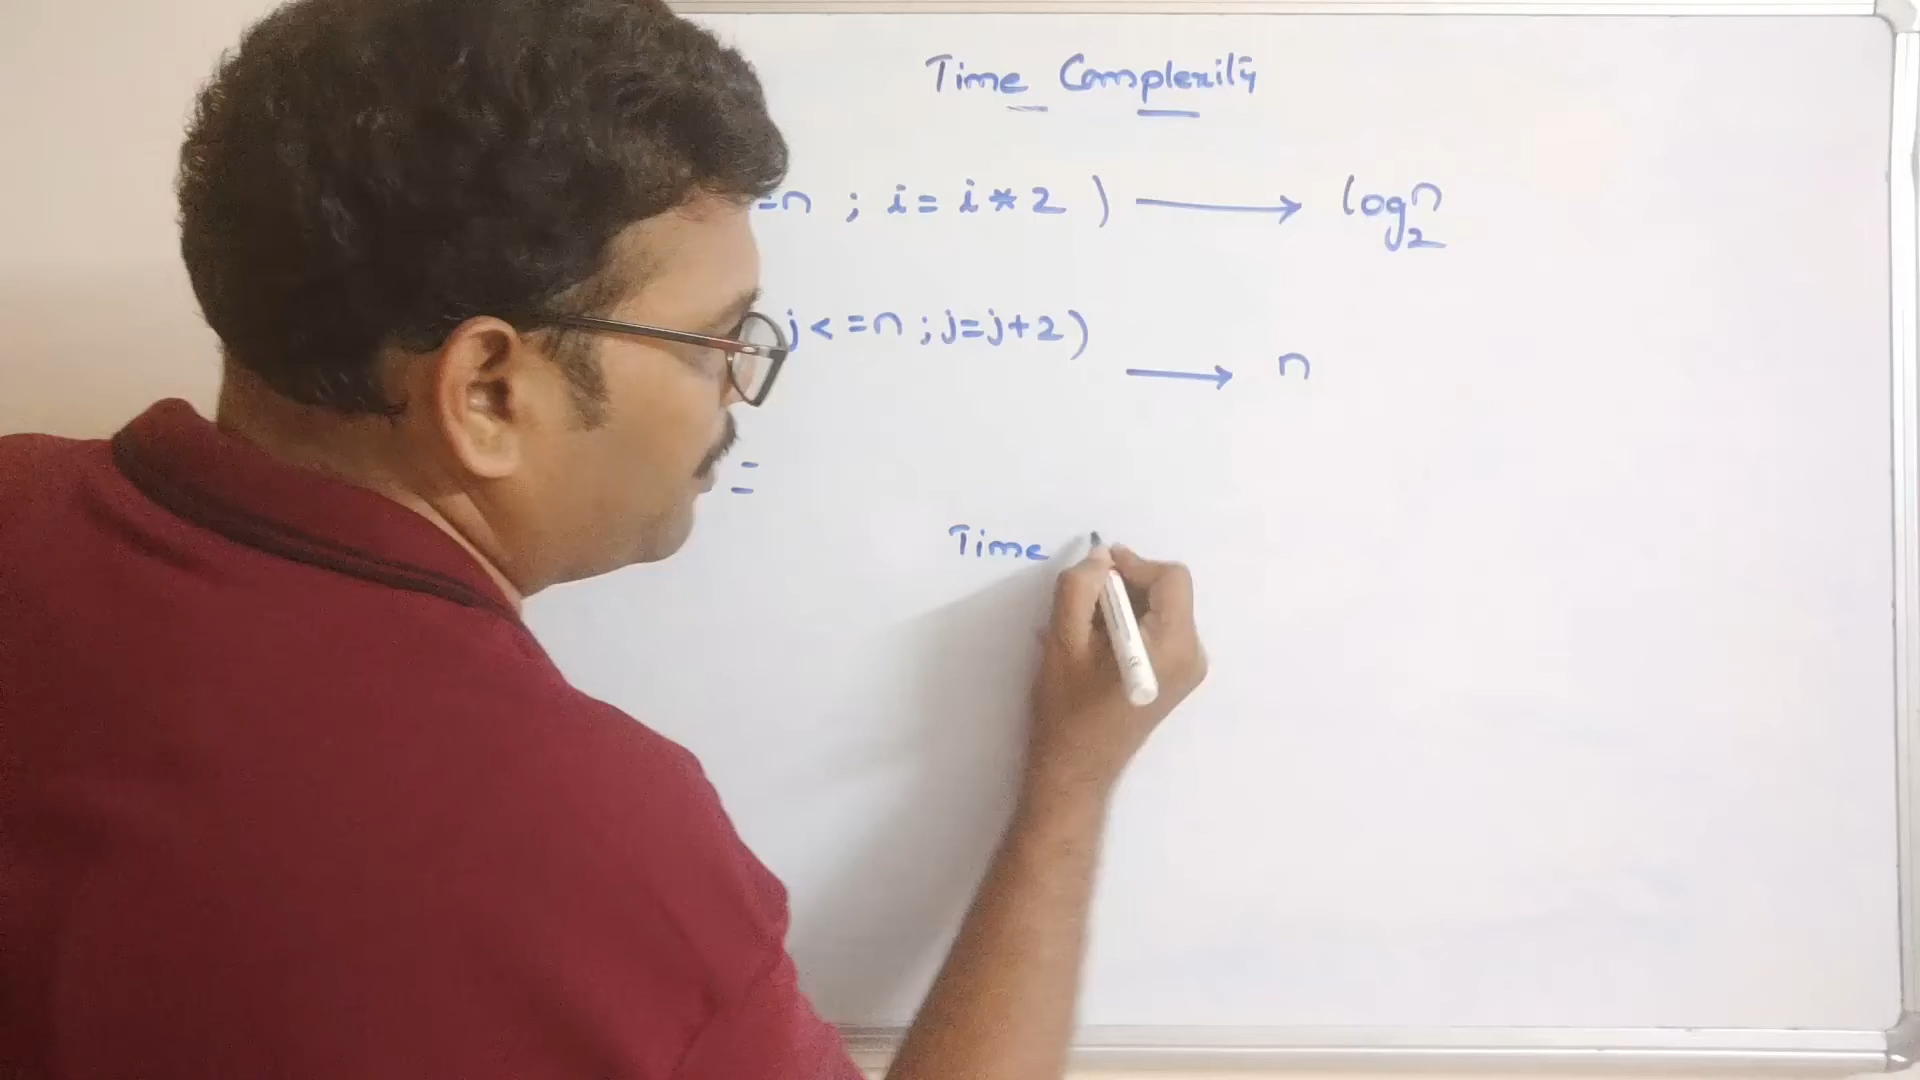 Time Complexity
=n ; i = i * 2 ) → log₂n
j < = n ; j = j + 2 )
→ n
=
Time